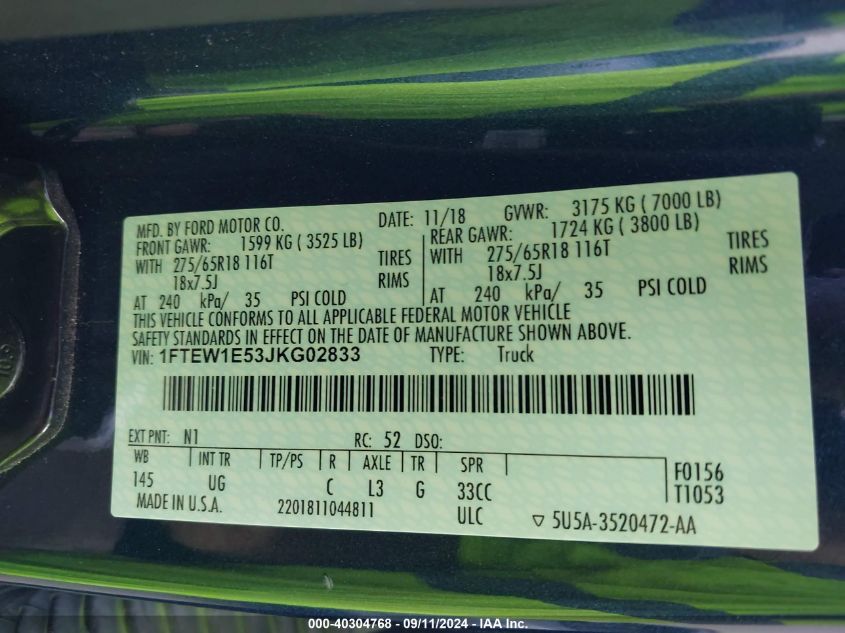 MFD. BY FORD MOTOR CO. DATE: 11/18 GVWR: 3175 KG ( 7000 LB)
FRONT GAWR: 1599 KG ( 3525 LB) REAR GAWR: 1724 KG ( 3800 LB)
WITH 275/65R18 116T TIRES WITH 275/65R18 116T TIRES
18x7.5J RIMS 18x7.5J RIMS
AT 240 kPa/ 35 PSI COLD AT 240 kPa/ 35 PSI COLD
THIS VEHICLE CONFORMS TO ALL APPLICABLE FEDERAL MOTOR VEHICLE
SAFETY STANDARDS IN EFFECT ON THE DATE OF MANUFACTURE SHOWN ABOVE.
VIN: 1FTEW1E53JKG02833 TYPE: Truck
EXT PNT: N1 RC: 52 DSO:
WB INT TR TP/PS R AXLE TR SPR F0156
145 UG C L3 G 33CC T1053
MADE IN U.S.A. 2201811044811 ULC ▽ 5U5A-3520472-AA
000-40304768 - 09/11/2024 - IAA Inc.